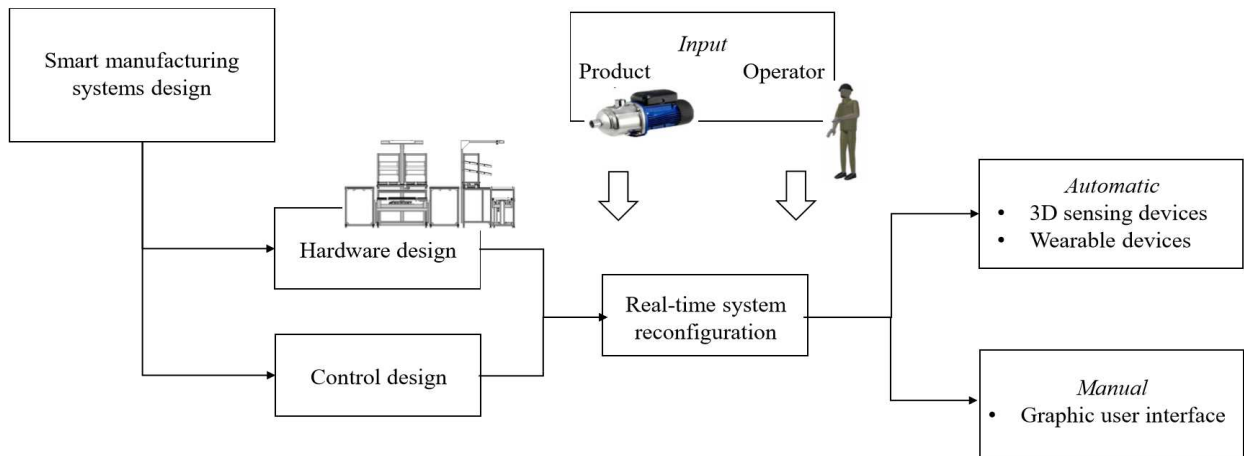 Smart manufacturing
systems design
Input
Product
Operator
Hardware design
Control design
Real-time system
reconfiguration
Automatic
• 3D sensing devices
• Wearable devices
Manual
• Graphic user interface